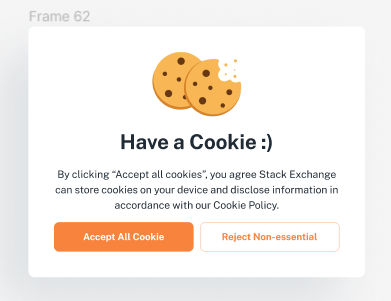 Frame 62
Have a Cookie :)
By clicking “Accept all cookies”, you agree Stack Exchange
can store cookies on your device and disclose information in
accordance with our Cookie Policy.
Accept All Cookie
Reject Non-essential